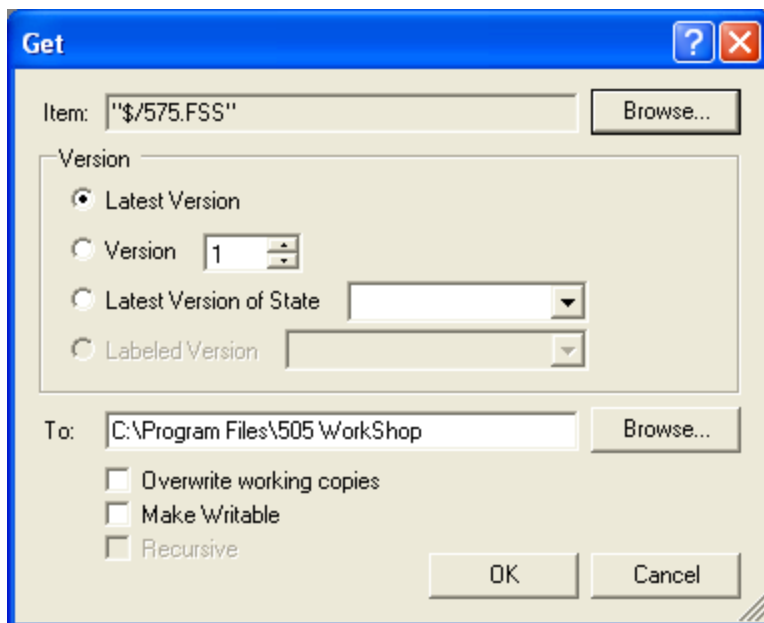 Get
Item: "$/575.FSS" Browse...
Version
Latest Version
Version 1
Latest Version of State
Labeled Version
To: C:\Program Files\505 WorkShop Browse...
Overwrite working copies
Make Writable
Recursive
OK Cancel